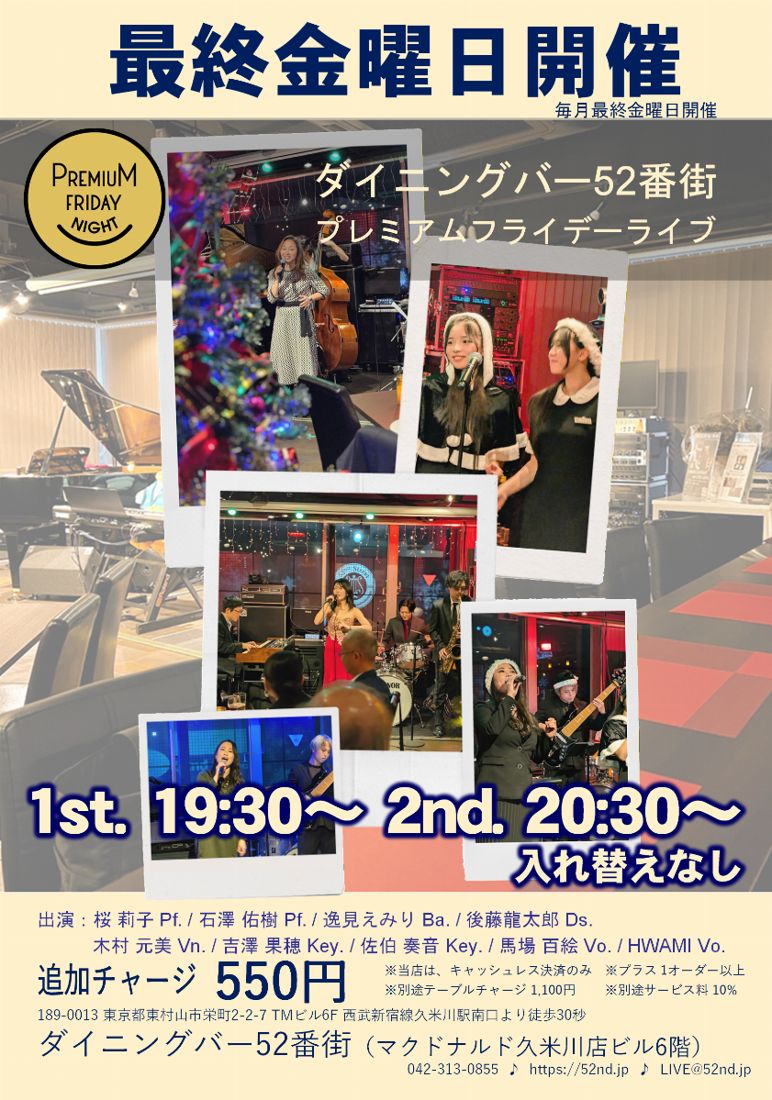 最終金曜日開催
毎月最終金曜日開催
PREMIUM
FRIDAY
NIGHT
ダイニングバー52番街
プレミアムフライデーライブ
1st. 19:30〜 2nd. 20:30〜
入れ替えなし
出演：桜 莉子 Pf. / 石澤 佑樹 Pf. / 逸見えみり Ba. / 後藤龍太郎 Ds.
木村 元美 Vn. / 吉澤 果穂 Key. / 佐伯 奏音 Key. / 馬場 百絵 Vo. / HWAMI Vo.
追加チャージ 550円
※当店は、キャッシュレス決済のみ ※プラス 1オーダー以上
※別途テーブルチャージ 1,100円 ※別途サービス料 10%
189-0013 東京都東村山市栄町2-2-7 TMビル6F 西武新宿線久米川駅南口より徒歩30秒
ダイニングバー52番街（マクドナルド久米川店ビル6階）
042-313-0855 ♪ https://52nd.jp ♪ LIVE@52nd.jp